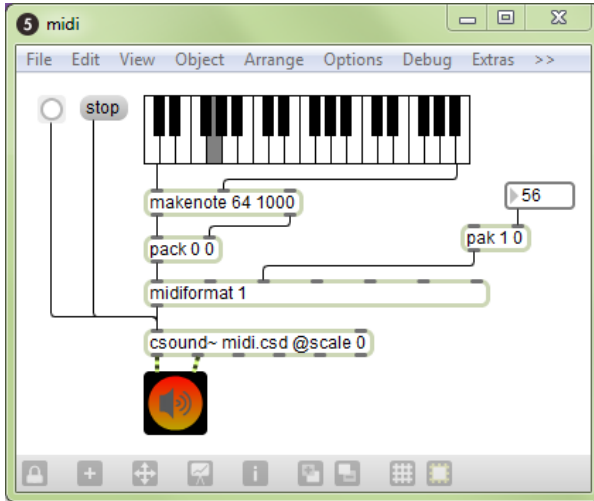 5 midi
File Edit View Object Arrange Options Debug Extras >>
stop
makenote 64 1000
56
pack 0 0
pak 1 0
midiformat 1
csound~ midi.csd @scale 0
i